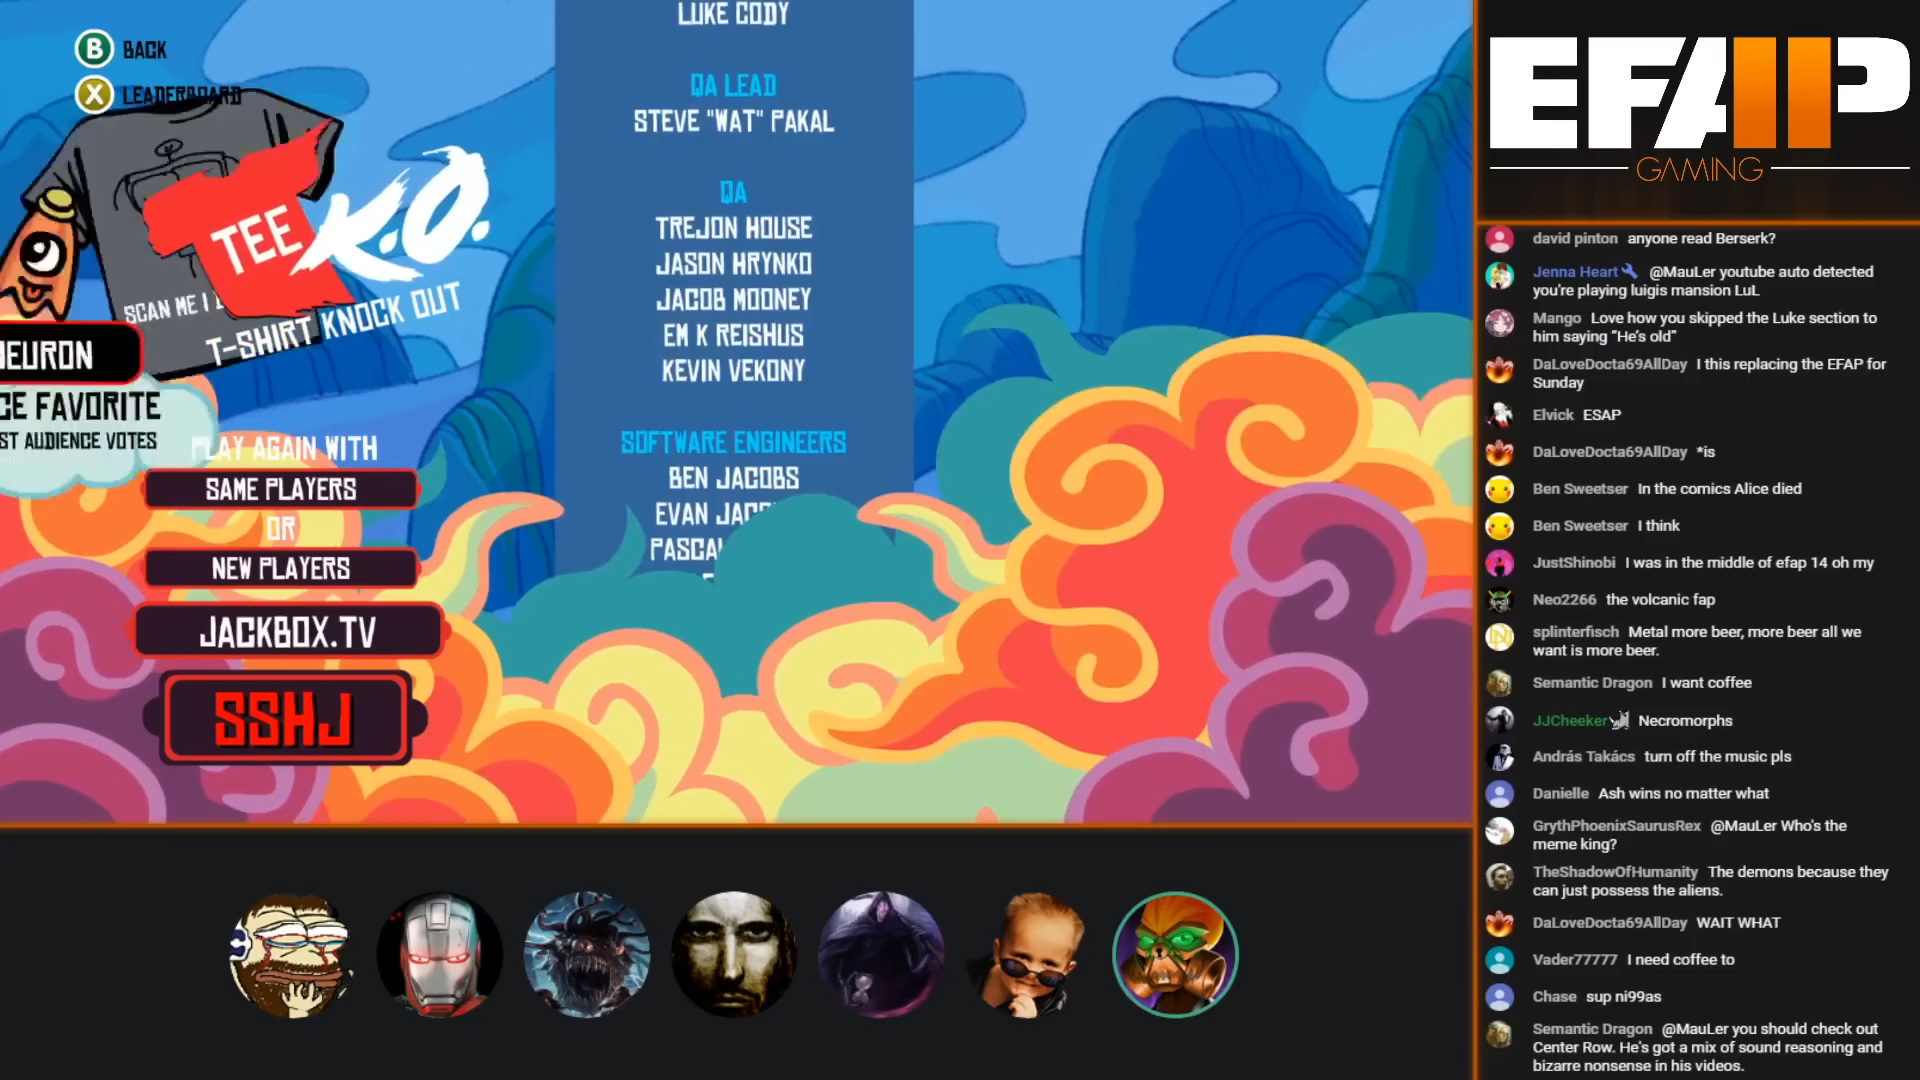 B BACK
X LEADERBOARD
TEE K.O.
SCAN ME I
T-SHIRT KNOCK OUT
EURON
CE FAVORITE
ST AUDIENCE VOTES
PLAY AGAIN WITH
SAME PLAYERS
OR
NEW PLAYERS
JACKBOX.TV
SSHJ
LUKE CODY
QA LEAD
STEVE "WAT" PAKAL
QA
TREJON HOUSE
JASON HRYNKO
JACOB MOONEY
EM K REISHUS
KEVIN VEKONY
SOFTWARE ENGINEERS
BEN JACOBS
EVAN JAC
PASCAL
EFAP
GAMING
david pinton anyone read Berserk?
Jenna Heart @MauLer youtube auto detected
you're playing luigis mansion LuL
Mango Love how you skipped the Luke section to
him saying “He’s old”
DaLoveDocta69AllDay I this replacing the EFAP for
Sunday
Elvick ESAP
DaLoveDocta69AllDay *is
Ben Sweetser In the comics Alice died
Ben Sweetser I think
JustShinobi I was in the middle of efap 14 oh my
Neo2266 the volcanic fap
splinterfisch Metal more beer, more beer all we
want is more beer.
Semantic Dragon I want coffee
JJCheeker Necromorphs
András Takács turn off the music pls
Danielle Ash wins no matter what
GrythPhoenixSaurusRex @MauLer Who's the
meme king?
TheShadowOfHumanity The demons because they
can just possess the aliens.
DaLoveDocta69AllDay WAIT WHAT
Vader77777 I need coffee to
Chase sup ni99as
Semantic Dragon @MauLer you should check out
Center Row. He's got a mix of sound reasoning and
bizarre nonsense in his videos.